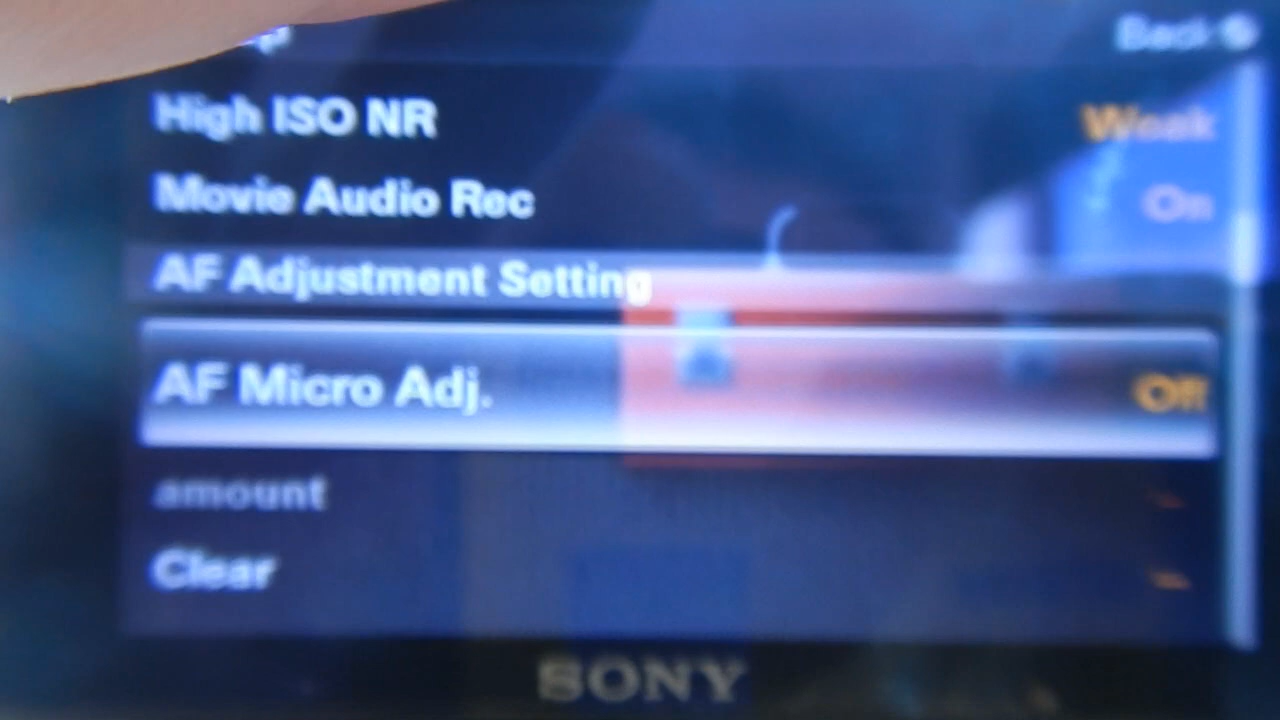 Back
High ISO NR Weak
Movie Audio Rec On
AF Adjustment Setting
AF Micro Adj. Off
amount -
Clear -
SONY